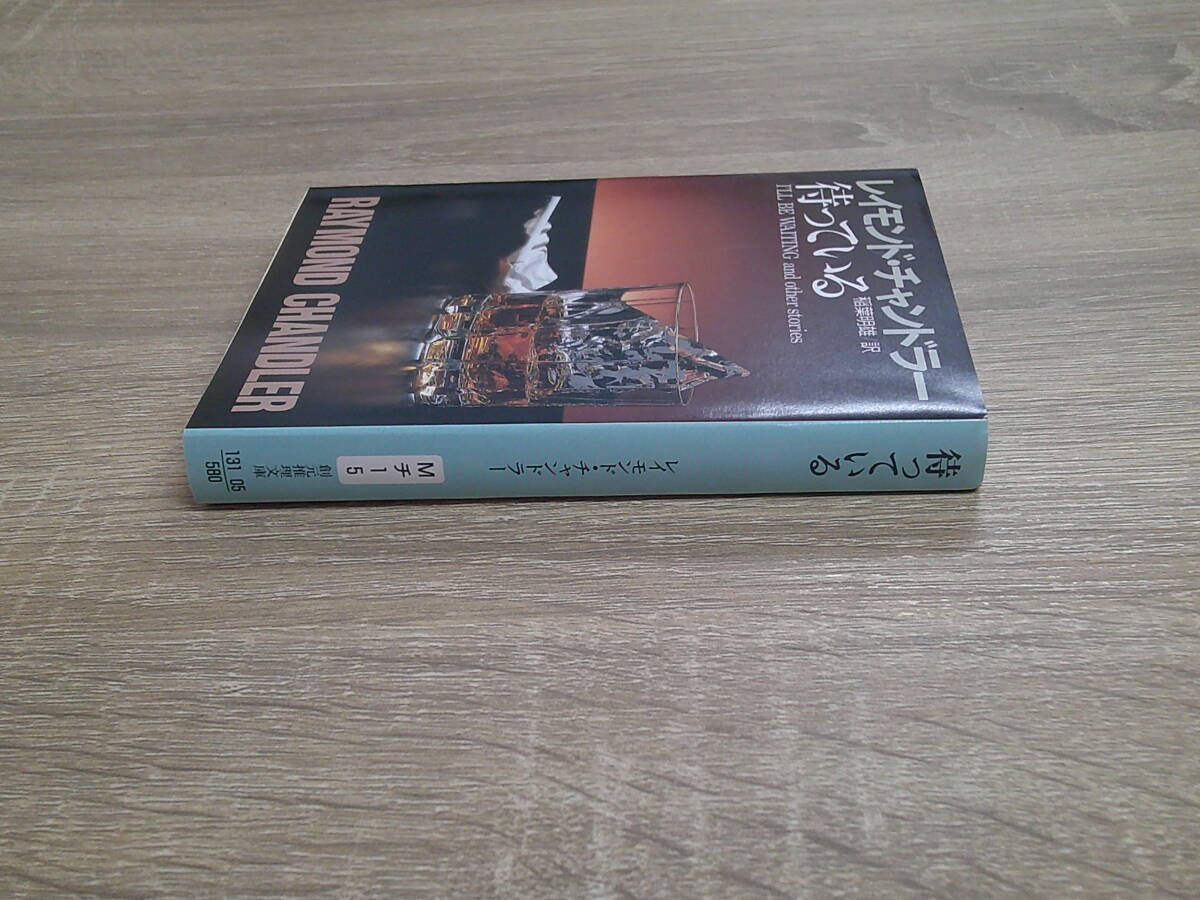 レイモンド・チャンドラー
待っている
稲葉明雄 訳
I'LL BE WAITING and other stories
RAYMOND CHANDLER
待っている
レイモンド・チャンドラー
Mチ 1 5
創元推理文庫
131 05
580